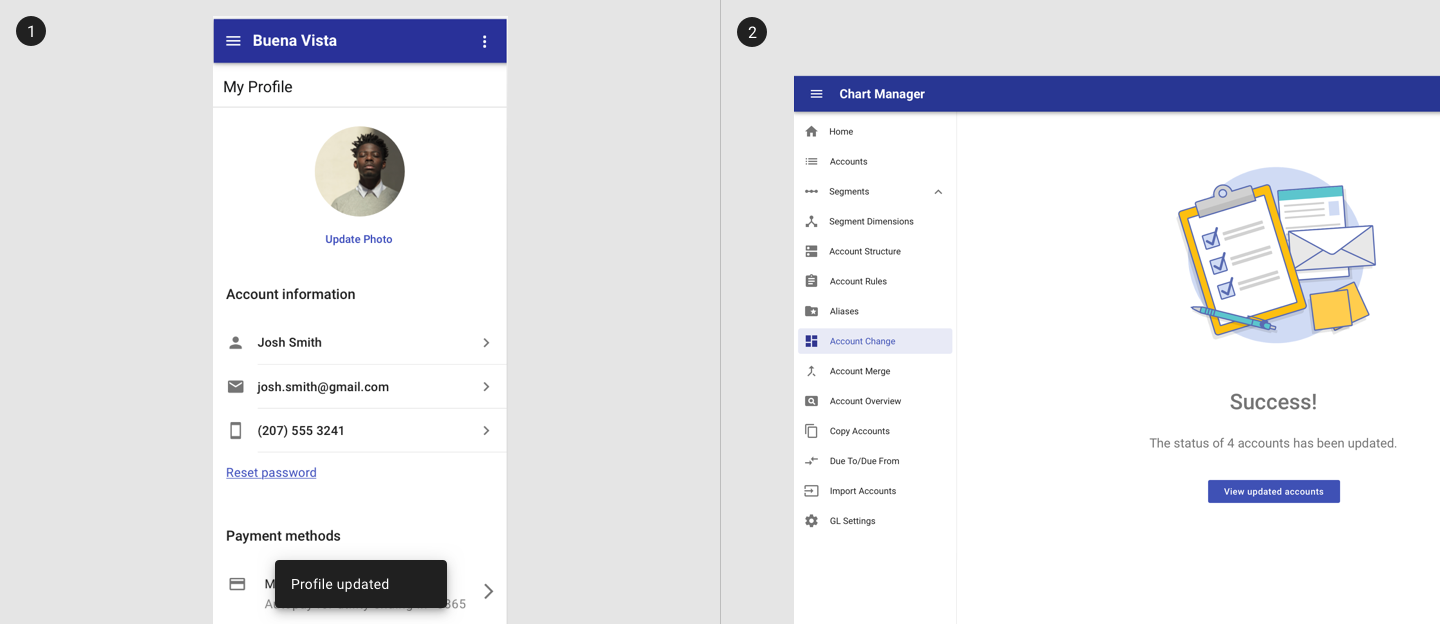 1
Buena Vista
My Profile
Update Photo
Account information
Josh Smith
josh.smith@gmail.com
(207) 555 3241
Reset password
Payment methods
Profile updated
365
2
Chart Manager
Home
Accounts
Segments
Segment Dimensions
Account Structure
Account Rules
Aliases
Account Change
Account Merge
Account Overview
Copy Accounts
Due To/Due From
Import Accounts
GL Settings
Success!
The status of 4 accounts has been updated.
View updated accounts